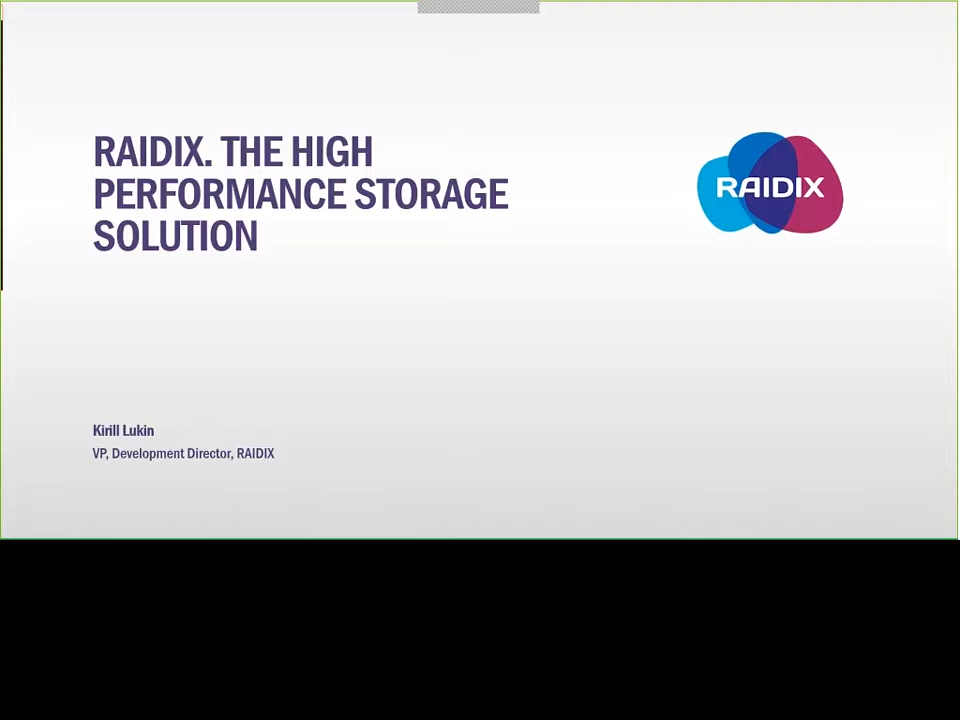 RAIDIX. THE HIGH
PERFORMANCE STORAGE
SOLUTION
RAIDIX
Kirill Lukin
VP, Development Director, RAIDIX